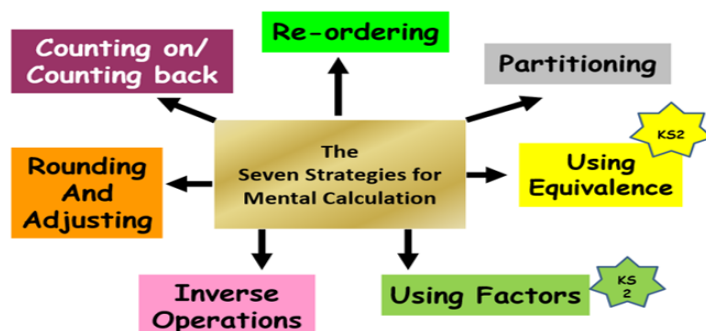 Re-ordering
Counting on/
Counting back
Partitioning
KS2
The
Seven Strategies for
Mental Calculation
Using
Equivalence
Rounding
And
Adjusting
Inverse
Operations
Using Factors
KS
2